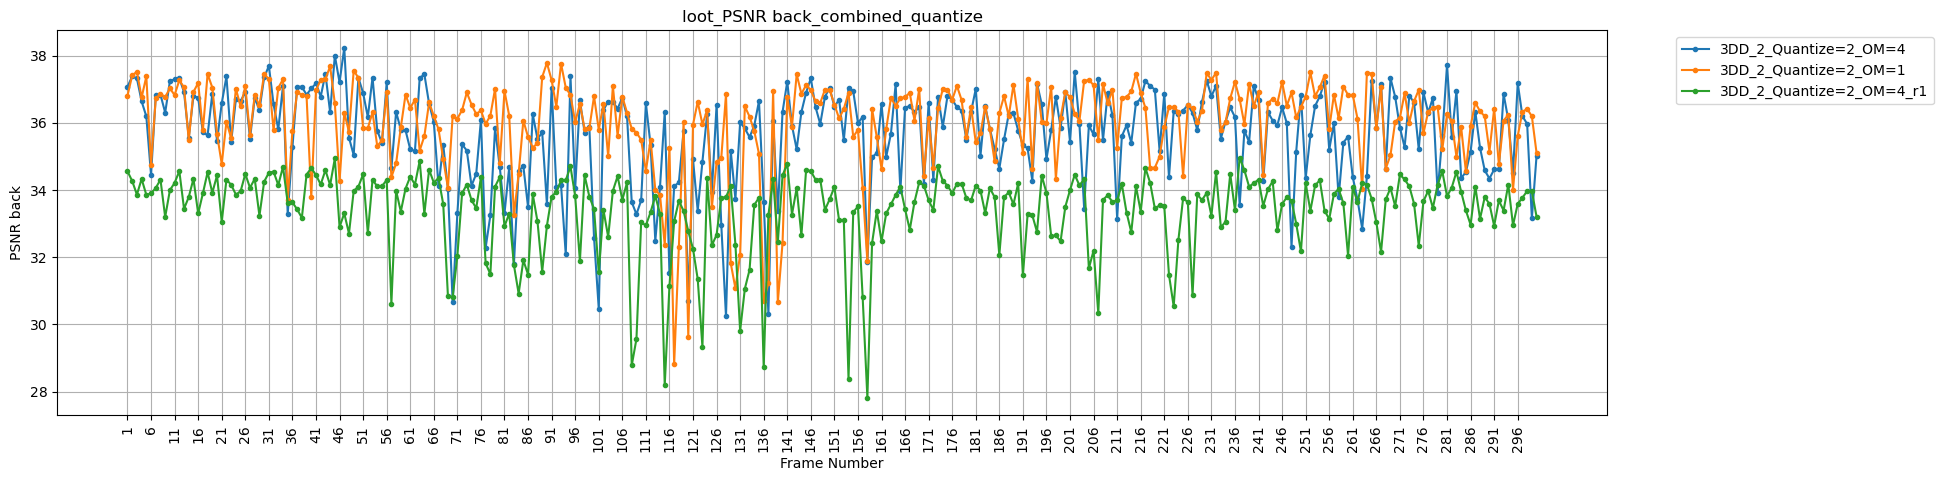 loot_PSNR back_combined_quantize
3DD_2_Quantize=2_OM=4
3DD_2_Quantize=2_OM=1
3DD_2_Quantize=2_OM=4_r1
PSNR back
38
36
34
32
30
28
1 6 11 16 21 26 31 36 41 46 51 56 61 66 71 76 81 86 91 96 101 106 111 116 121 126 131 136 141 146 151 156 161 166 171 176 181 186 191 196 201 206 211 216 221 226 231 236 241 246 251 256 261 266 271 276 281 286 291 296
Frame Number